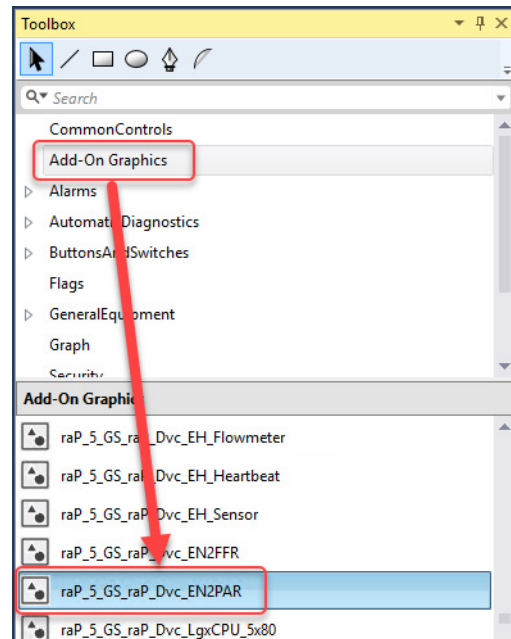 Toolbox
Search
CommonControls
Add-On Graphics
Alarms
AutomaticDiagnostics
ButtonsAndSwitches
Flags
GeneralEquipment
Graph
Security
Add-On Graphics
raP_5_GS_raP_Dvc_EH_Flowmeter
raP_5_GS_raP_Dvc_EH_Heartbeat
raP_5_GS_raP_Dvc_EH_Sensor
raP_5_GS_raP_Dvc_EN2FFR
raP_5_GS_raP_Dvc_EN2PAR
raP_5_GS_raP_Dvc_LgxCPU_5x80